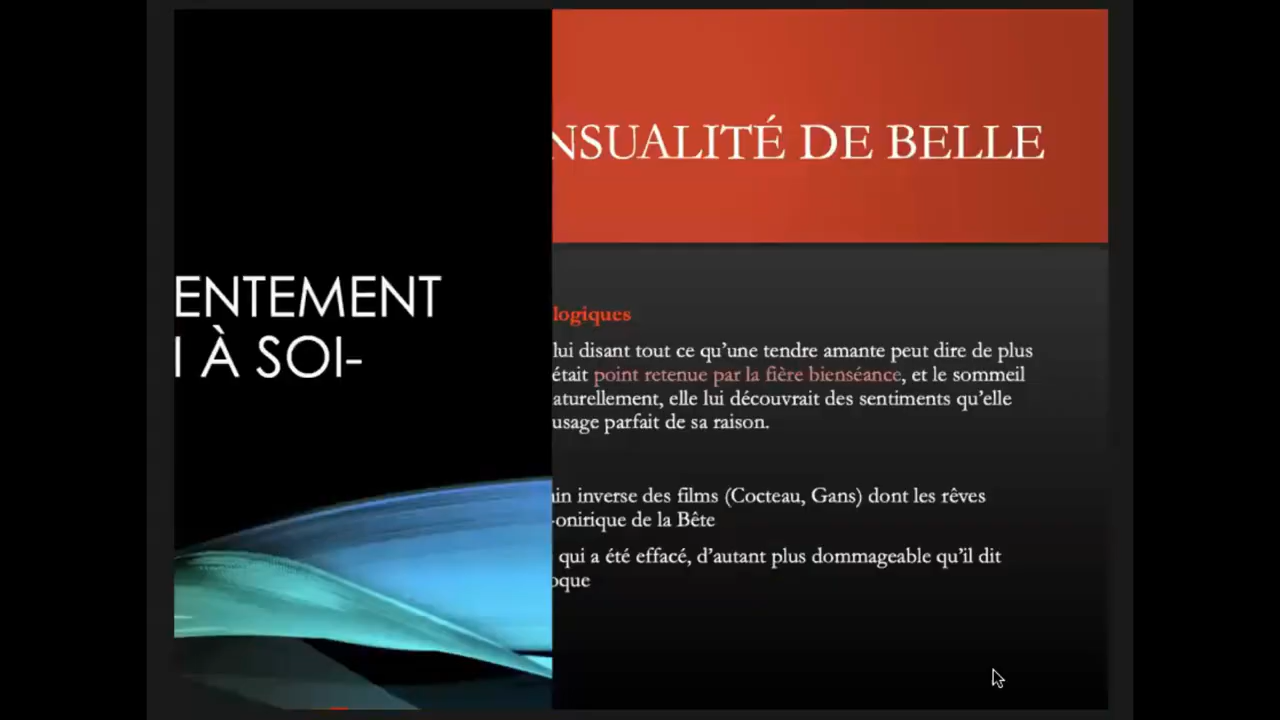 ENTEMENT
À SOI-
NSUALITÉ DE BELLE
logiques
lui disant tout ce qu'une tendre amante peut dire de plus
était point retenue par la fière bienséance, et le sommeil
aturellement, elle lui découvrait des sentiments qu'elle
usage parfait de sa raison.
inverse des films (Cocteau, Gans) dont les rêves
-onirique de la Bête
qui a été effacé, d'autant plus dommageable qu'il dit
oque